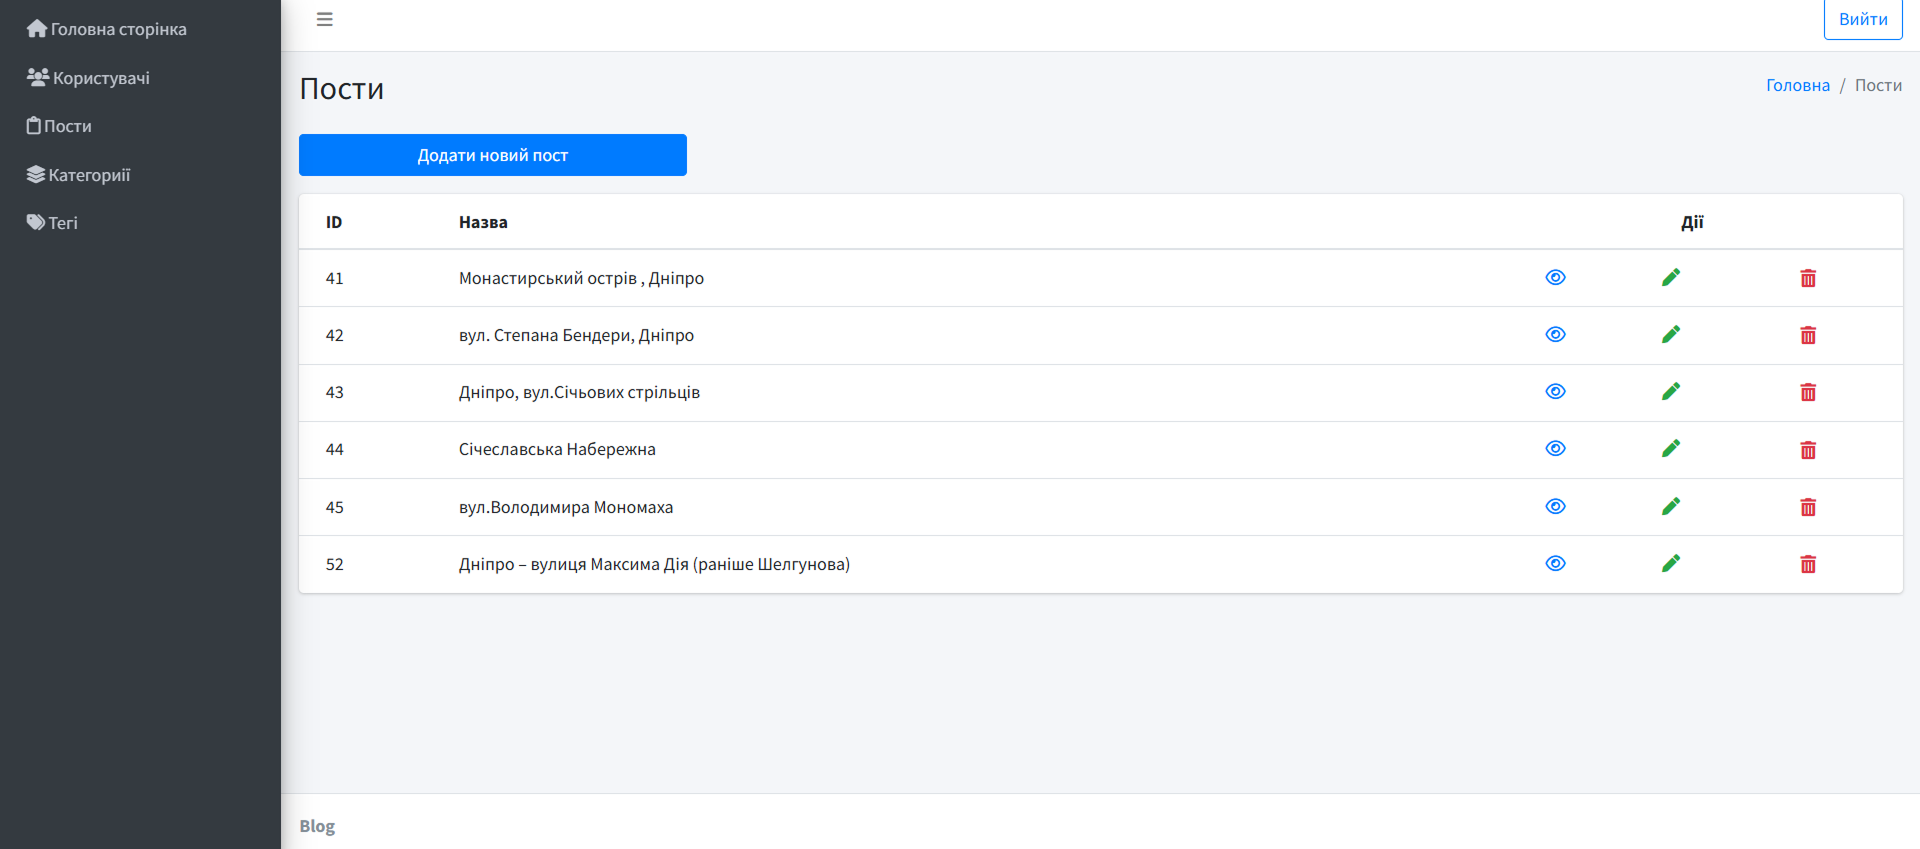 Головна сторінка
Користувачі
Пости
Категориії
Тегі
Вийти
Пости
Головна / Пости
Додати новий пост
ID Назва Дії
41 Монастирський острів , Дніпро
42 вул. Степана Бендери, Дніпро
43 Дніпро, вул.Січьових стрільців
44 Січеславська Набережна
45 вул.Володимира Мономаха
52 Дніпро – вулиця Максима Дія (раніше Шелгунова)
Blog